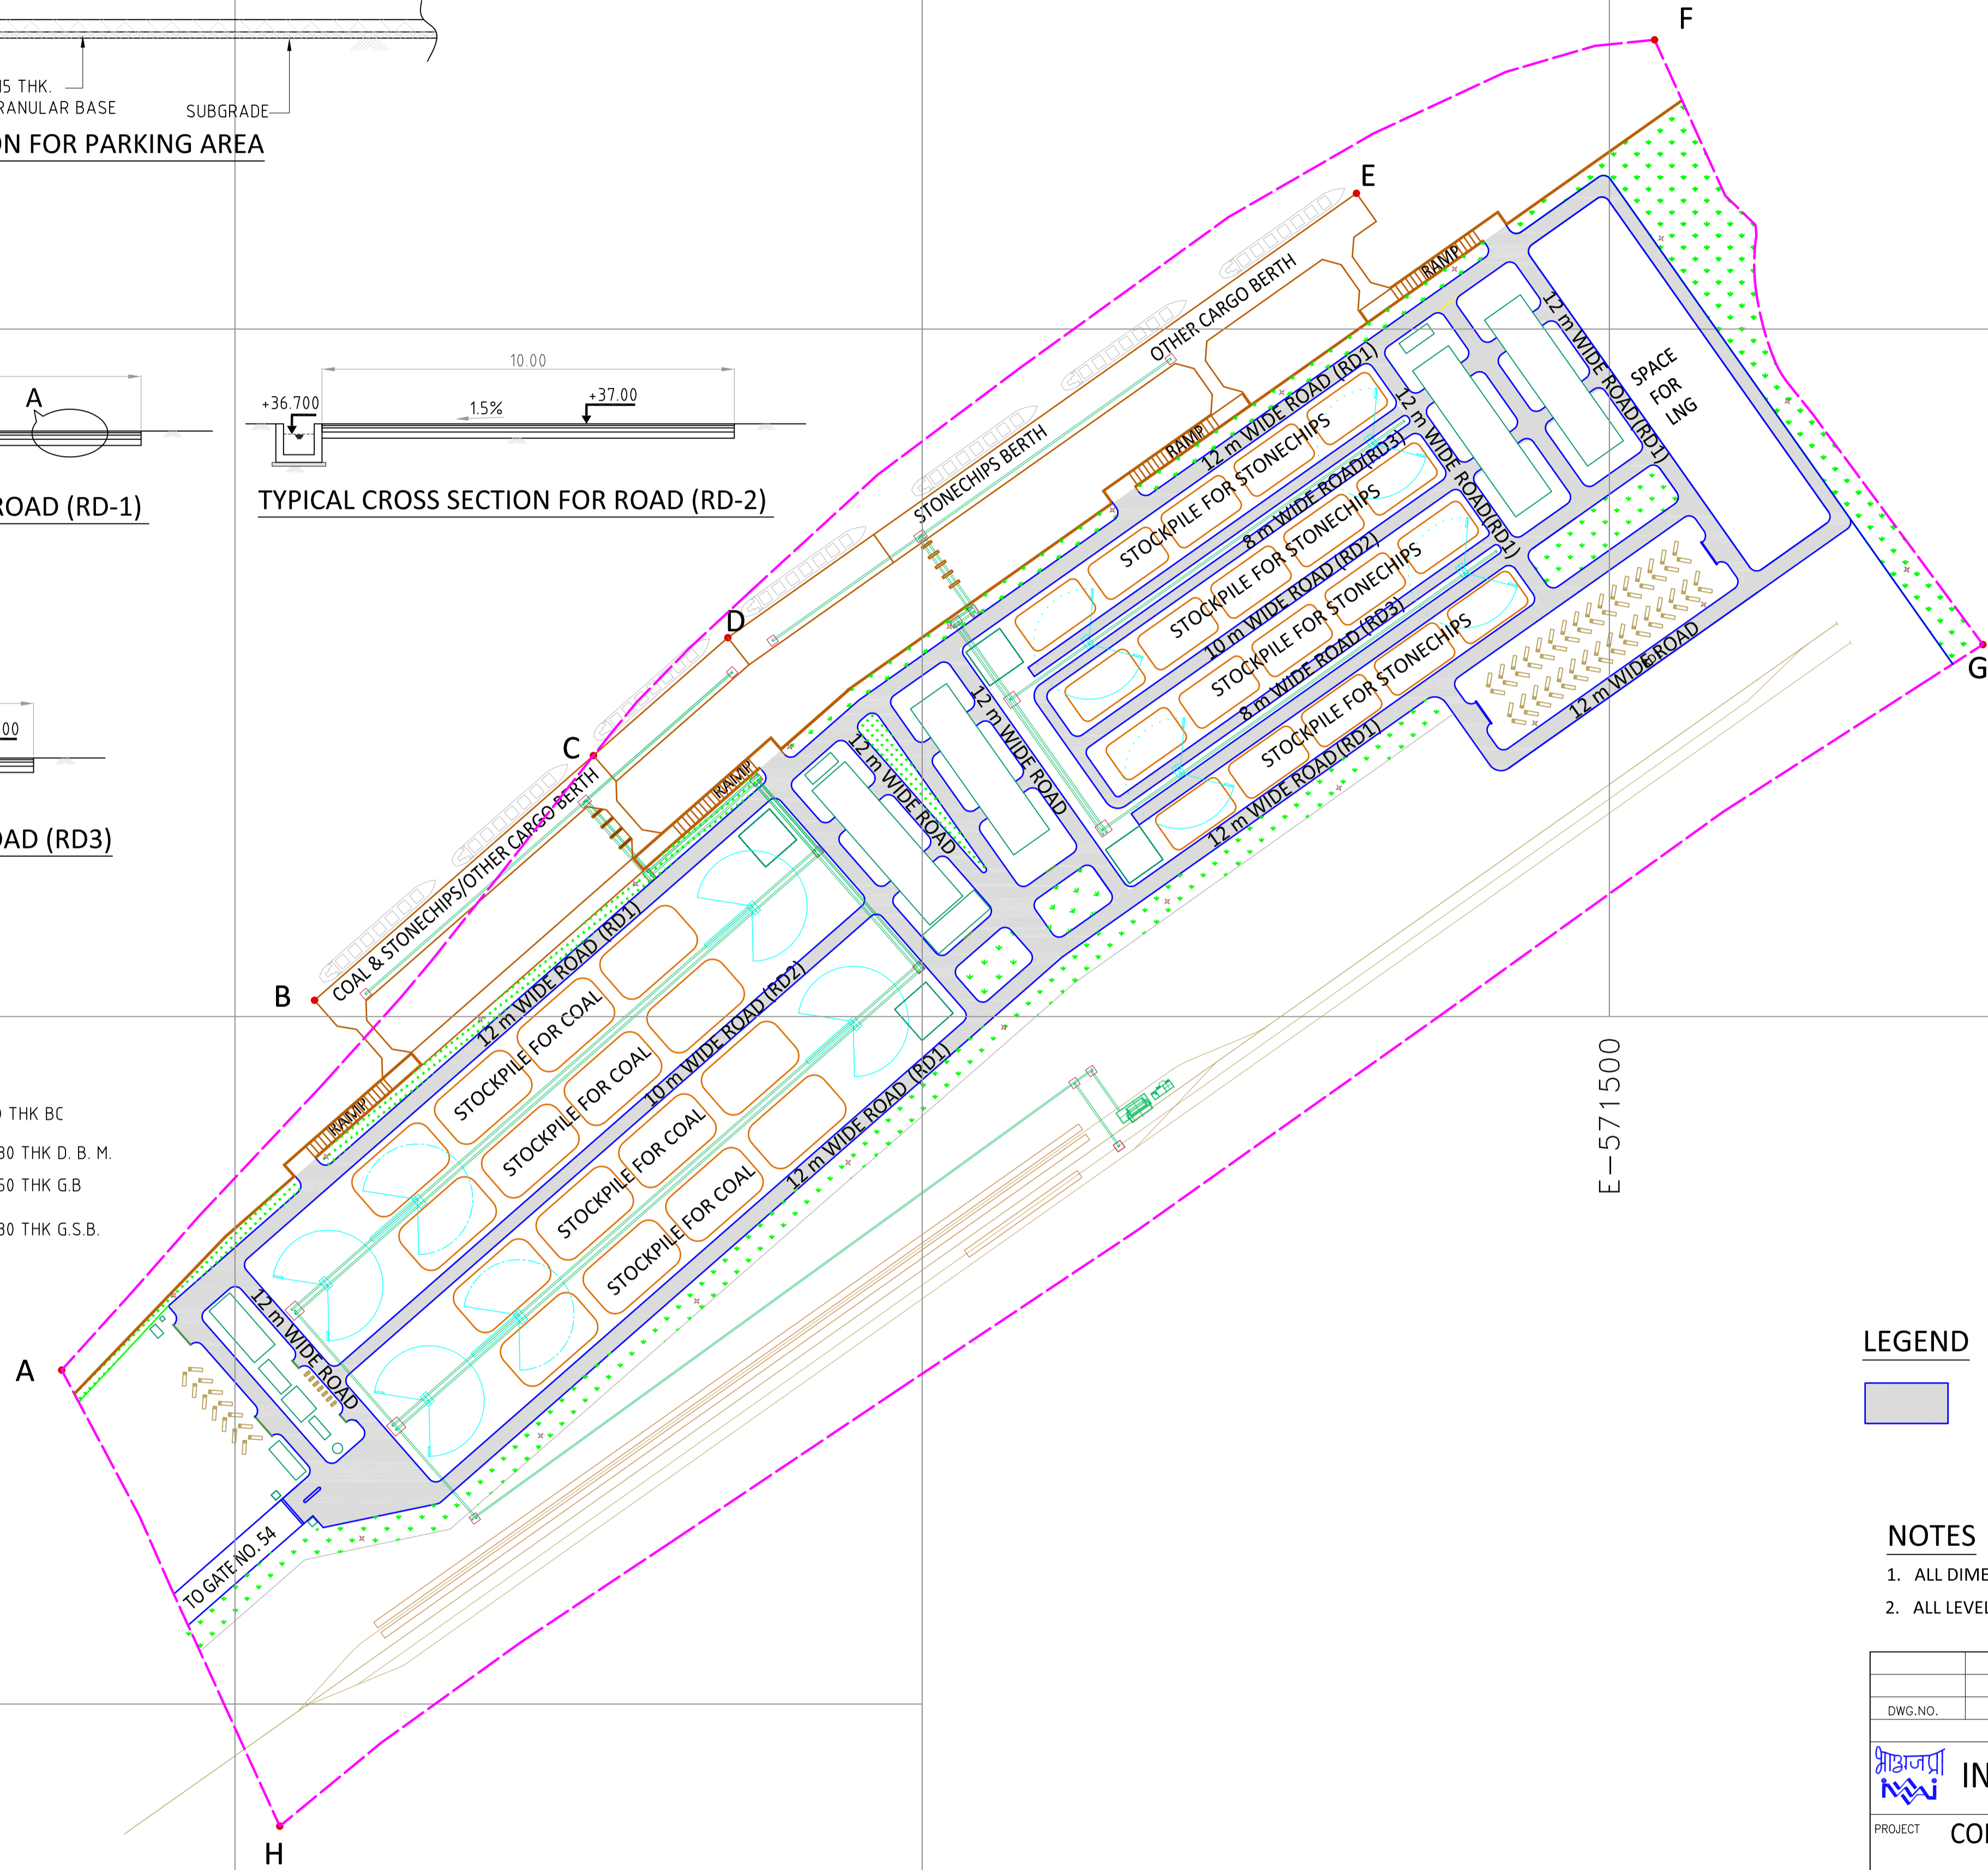 15 THK.
RANULAR BASE
SUBGRADE
ON FOR PARKING AREA
F
E
A
10.00
+36.700
1.5%
+37.00
ROAD (RD-1)
TYPICAL CROSS SECTION FOR ROAD (RD-2)
OTHER CARGO BERTH
RAMP
12 m WIDE ROAD(RD1)
SPACE
FOR
LNG
STONECHIPS BERTH
RAMP
12 m WIDE ROAD (RD1)
STOCKPILE FOR STONECHIPS
8 m WIDE ROAD(RD3)
12 m WIDE ROAD(RD1)
STOCKPILE FOR STONECHIPS
10 m WIDE ROAD (RD2)
STOCKPILE FOR STONECHIPS
8 m WIDE ROAD (RD3)
STOCKPILE FOR STONECHIPS
12 m WIDE ROAD (RD1)
12 m WIDE ROAD
G
D
C
00
OAD (RD3)
COAL & STONECHIPS/OTHER CARGO BERTH
RAMP
12 m WIDE ROAD
12 m WIDE ROAD
B
RAMP
12 m WIDE ROAD (RD1)
STOCKPILE FOR COAL
STOCKPILE FOR COAL
10 m WIDE ROAD (RD2)
STOCKPILE FOR COAL
STOCKPILE FOR COAL
12 m WIDE ROAD (RD1)
E-571500
THK BC
80 THK D. B. M.
50 THK G.B
30 THK G.S.B.
12 m WIDE ROAD
A
TO GATE NO. 54
H
LEGEND
NOTES
1. ALL DIME
2. ALL LEVEL
DWG.NO.
भाअजप्रा
iWAi
IN
PROJECT
CON